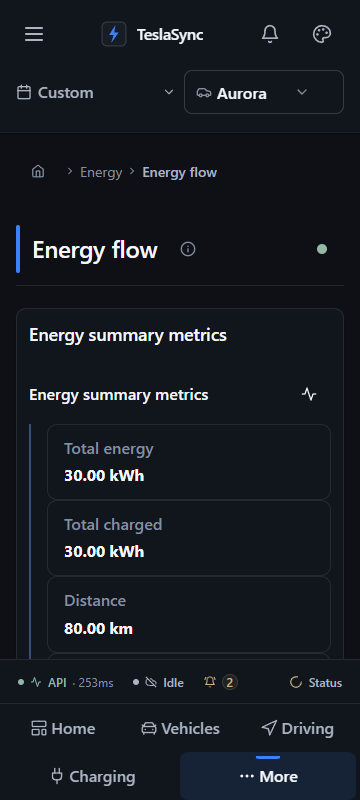 TeslaSync
Custom
Aurora
Energy
Energy flow
Energy flow
Energy summary metrics
Energy summary metrics
Total energy
30.00 kWh
Total charged
30.00 kWh
Distance
80.00 km
API · 253ms
Idle
2
Status
Home
Vehicles
Driving
Charging
More